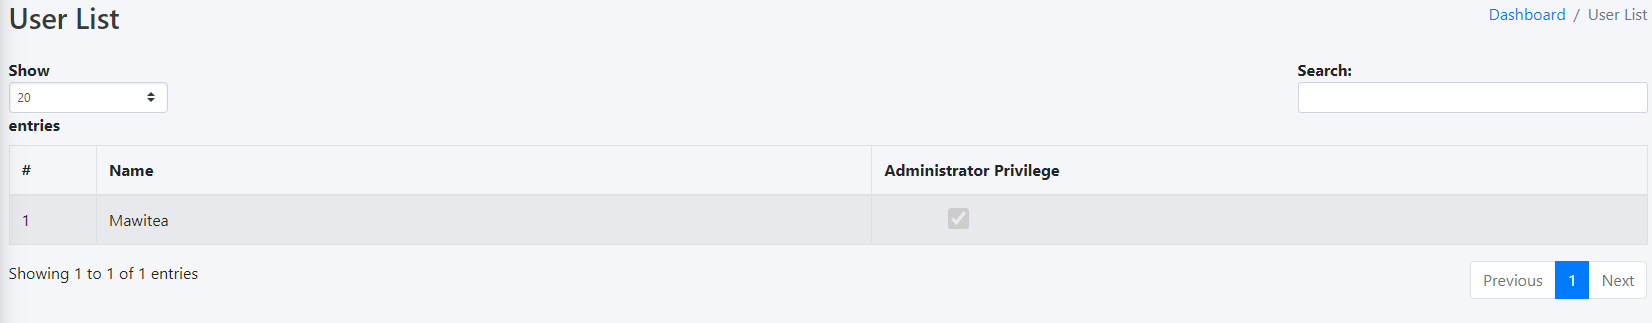 User List
Dashboard / User List
Show
20
entries
Search:
# Name Administrator Privilege
1 Mawitea
Showing 1 to 1 of 1 entries
Previous 1 Next